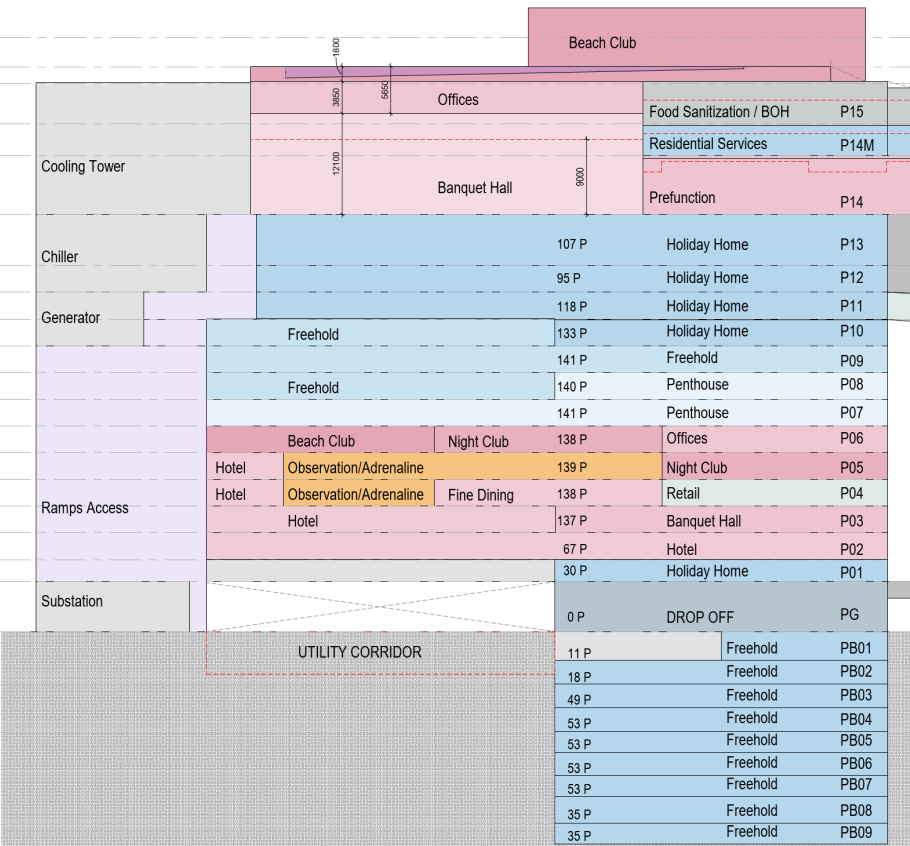 Beach Club
1800
3850
5650
Offices
Food Sanitization / BOH P15
Residential Services P14M
Cooling Tower
12100
9000
Banquet Hall
Prefunction P14
Chiller
107 P Holiday Home P13
95 P Holiday Home P12
Generator
118 P Holiday Home P11
Freehold 133 P Holiday Home P10
141 P Freehold P09
Freehold 140 P Penthouse P08
141 P Penthouse P07
Beach Club Night Club 138 P Offices P06
Hotel Observation/Adrenaline 139 P Night Club P05
Hotel Observation/Adrenaline Fine Dining 138 P Retail P04
Ramps Access
Hotel 137 P Banquet Hall P03
67 P Hotel P02
30 P Holiday Home P01
Substation
0 P DROP OFF PG
UTILITY CORRIDOR
11 P Freehold PB01
18 P Freehold PB02
49 P Freehold PB03
53 P Freehold PB04
53 P Freehold PB05
53 P Freehold PB06
53 P Freehold PB07
35 P Freehold PB08
35 P Freehold PB09